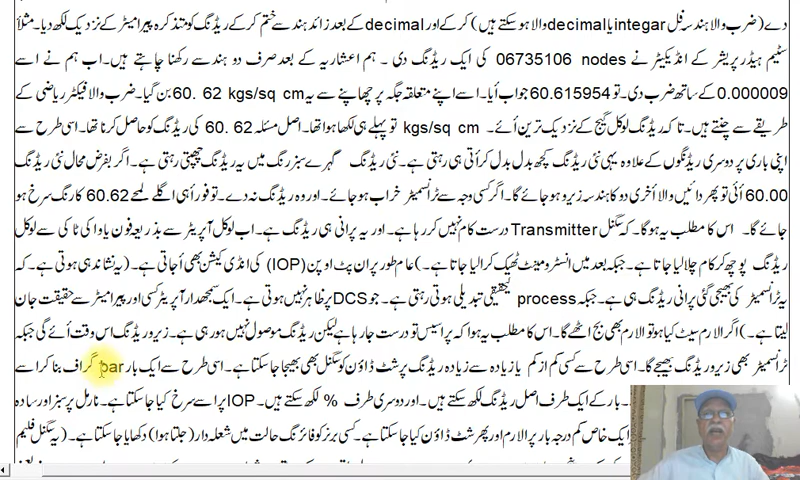 دے (ضرب والا ہندسہ فل integar یا decimal والا ہو سکتے ہیں) کر کے اور decimal کے بعد زائد ہندسے ختم کر کے ریڈنگ کو متذکرہ پیرامیٹر کے نزدیک لکھ دیا۔ مثلاً
سٹیم ہیڈر پریشر کے انڈیکیٹر نے nodes 06735106 کی ایک ریڈنگ دی۔ ہم اعشاریہ کے بعد صرف دو ہندسے رکھنا چاہتے ہیں۔ اب ہم نے اسے
0.000009 کے ساتھ ضرب دی۔ تو 60.615954 جواب آیا۔ اسے اپنے متعلقہ جگہ پر چھاپنے سے یہ 60. 62 kgs/sq cm بن گیا۔ ضرب والا فیکٹر ریاضی کے
طریقے سے چنتے ہیں۔ تاکہ ریڈنگ لوکل گیج کے نزدیک ترین آئے۔ kgs/sq cm تو پہلے ہی لکھا ہوا تھا۔ اصل مسئلہ 60. 62 کی ریڈنگ کو حاصل کرنا تھا۔ اسی طرح سے
اپنی باری پر دوسری ریڈنگوں کے علاوہ یہی نئی ریڈنگ کچھ بدل بدل کر آتی ہی رہتی ہے۔ نئی ریڈنگ گہرے سبز رنگ میں یہ ریڈنگ چھپتی رہتی ہے۔ اگر بفرض محال نئی ریڈنگ
60.00 آئی تو پھر دائیں والا آخری دو کا ہندسہ زیرو ہو جائے گا۔ اگر کسی وجہ سے ٹرانسمیٹر خراب ہو جائے۔ اور وہ ریڈنگ نہ دے۔ تو فوراً ہی اگلے لمحے 60.62 کا رنگ سرخ ہو
جائے گا۔ اس کا مطلب یہ ہو گا۔ کہ سگنل Transmitter درست کام نہیں کر رہا ہے۔ اور یہ پرانی ہی ریڈنگ ہے۔ اب لوکل آپریٹر سے بذریعہ فون یا واکی ٹاکی سے لوکل
ریڈنگ پوچھ کر کام چلا لیا جاتا ہے۔ جبکہ بعد میں انسٹرومینٹ ٹھیک کرا لیا جاتا ہے۔) عام طور پر ان پٹ اوپن (IOP) کی انڈی کیشن بھی آ جاتی ہے۔ (یہ نشاندہی ہوتی ہے۔ کہ
یہ ٹرانسمیٹر کی بھیجی گئی پرانی ریڈنگ ہی ہے۔ جبکہ process تحقیقی تبدیلی ہوتی رہتی ہے۔ جو DCS پر ظاہر نہیں ہوتی ہے۔ ایک سمجھدار آپریٹر کسی اور پیرامیٹر سے حقیقت جان
لیتا ہے۔) اگر الارم سیٹ کیا ہو تو الارم بھی بج اٹھے گا۔ اس کا مطلب یہ ہوا کہ پراسیس تو درست جا رہا ہے لیکن ریڈنگ موصول نہیں ہو رہی ہے۔ زیرو ریڈنگ اس وقت آئے گی جبکہ
ٹرانسمیٹر بھی زیرو ریڈنگ بھیجے گا۔ اسی طرح سے کسی کم از کم یا زیادہ سے زیادہ ریڈنگ پر شٹ ڈاؤن کو سگنل بھی بھیجا جا سکتا ہے۔ اسی طرح سے ایک بار par گراف بنا کر اسے
۔ بار کے ایک طرف اصل ریڈنگ لکھ سکتے ہیں۔ اور دوسری طرف % لکھ سکتے ہیں۔ IOP پر اسے سرخ کیا جا سکتا ہے۔ نارمل پر سبز اور سادہ
ایک خاص کم درجہ بار پر الارم اور پھر شٹ ڈاؤن کیا جا سکتا ہے۔ کسی برنر کو فائرنگ حالت میں شعلہ دار (جلتا ہوا) دکھایا جا سکتا ہے۔ (یہ سگنل فلیم